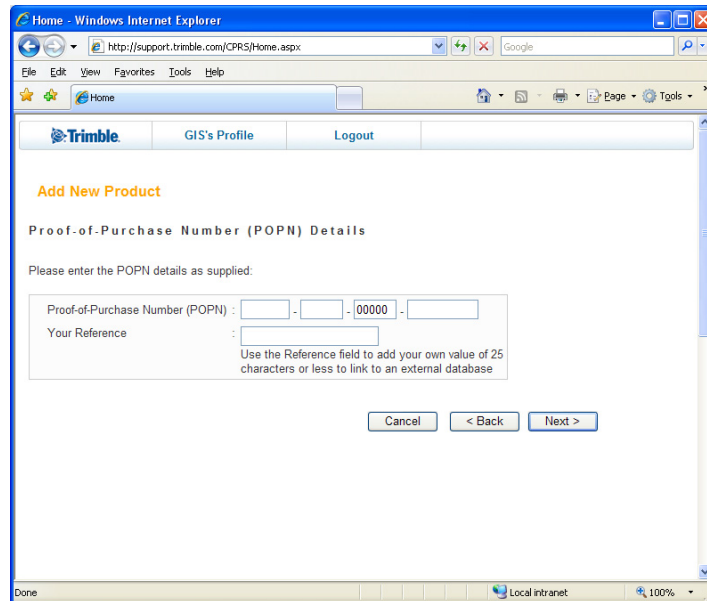 Home - Windows Internet Explorer
http://support.trimble.com/CPRS/Home.aspx
Google
File Edit View Favorites Tools Help
Home
Page Tools
Trimble. GIS's Profile Logout
Add New Product
Proof-of-Purchase Number (POPN) Details
Please enter the POPN details as supplied:
Proof-of-Purchase Number (POPN) : - - 00000 -
Your Reference :
Use the Reference field to add your own value of 25
characters or less to link to an external database
Cancel < Back Next >
Done Local intranet 100%